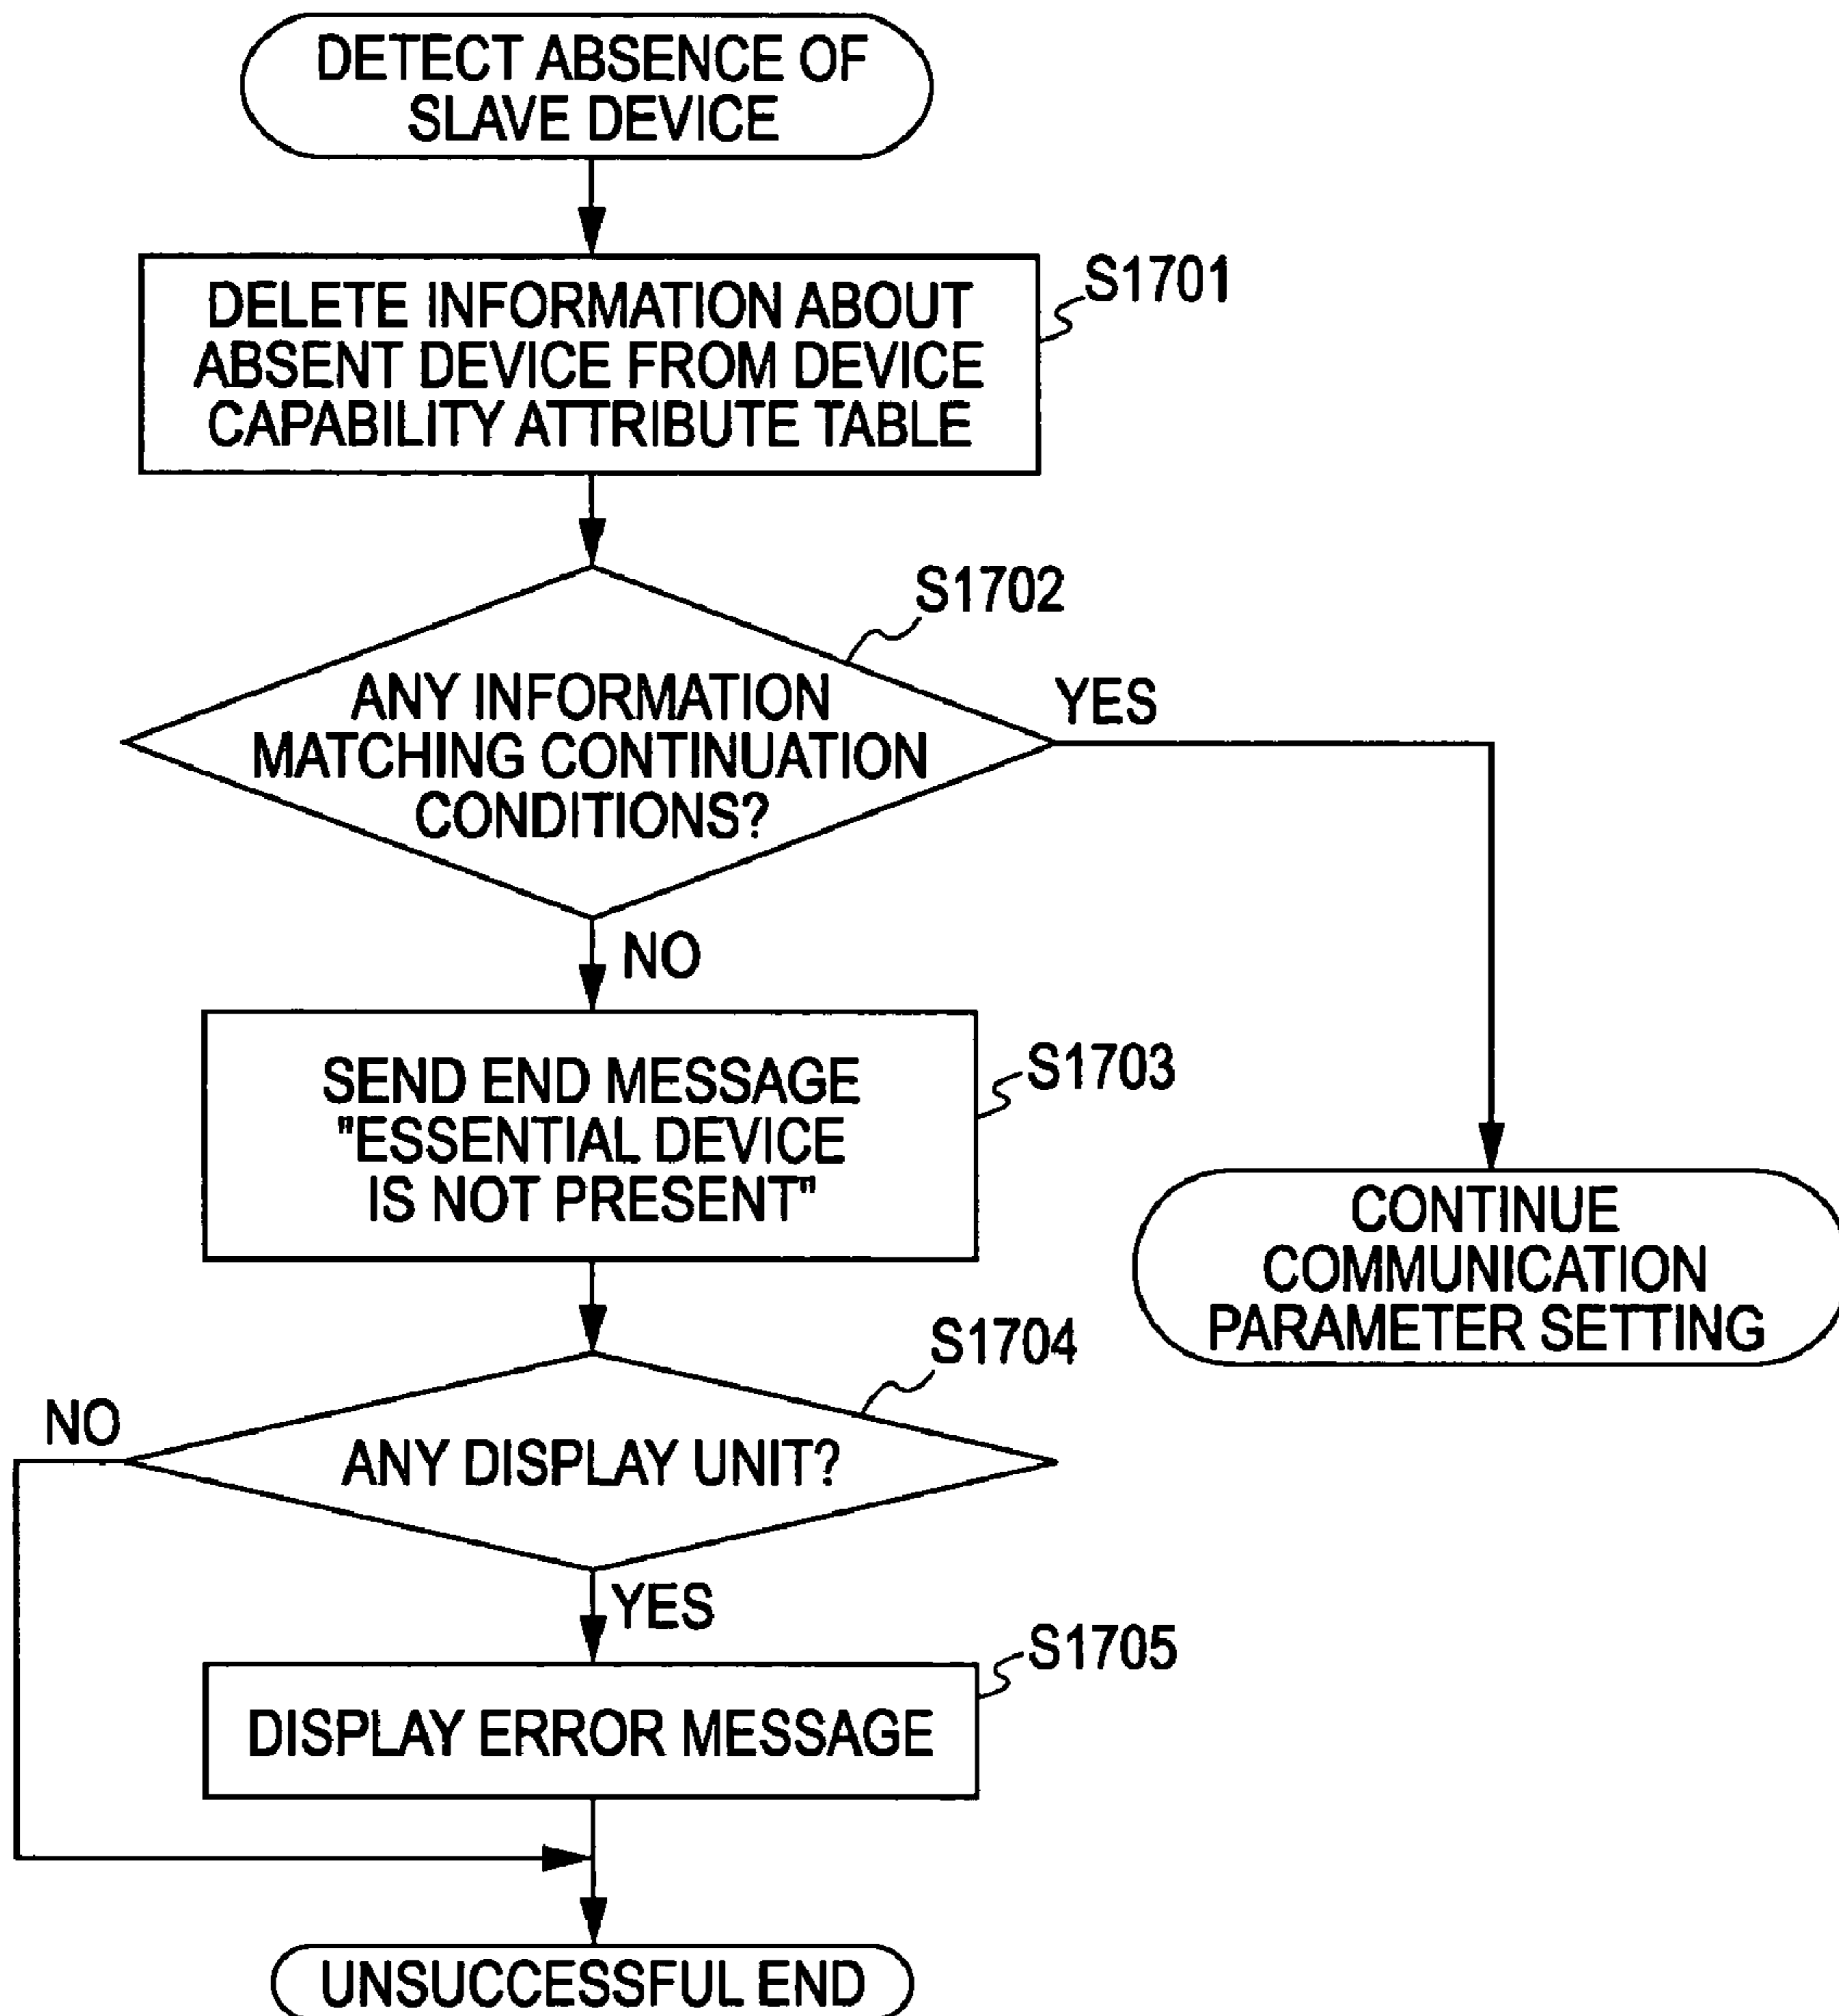 DETECT ABSENCE OF
SLAVE DEVICE
S1701
DELETE INFORMATION ABOUT
ABSENT DEVICE FROM DEVICE
CAPABILITY ATTRIBUTE TABLE
S1702
ANY INFORMATION
MATCHING CONTINUATION
CONDITIONS?
YES
NO
S1703
SEND END MESSAGE
"ESSENTIAL DEVICE
IS NOT PRESENT"
CONTINUE
COMMUNICATION
PARAMETER SETTING
S1704
NO
ANY DISPLAY UNIT?
YES
S1705
DISPLAY ERROR MESSAGE
UNSUCCESSFUL END